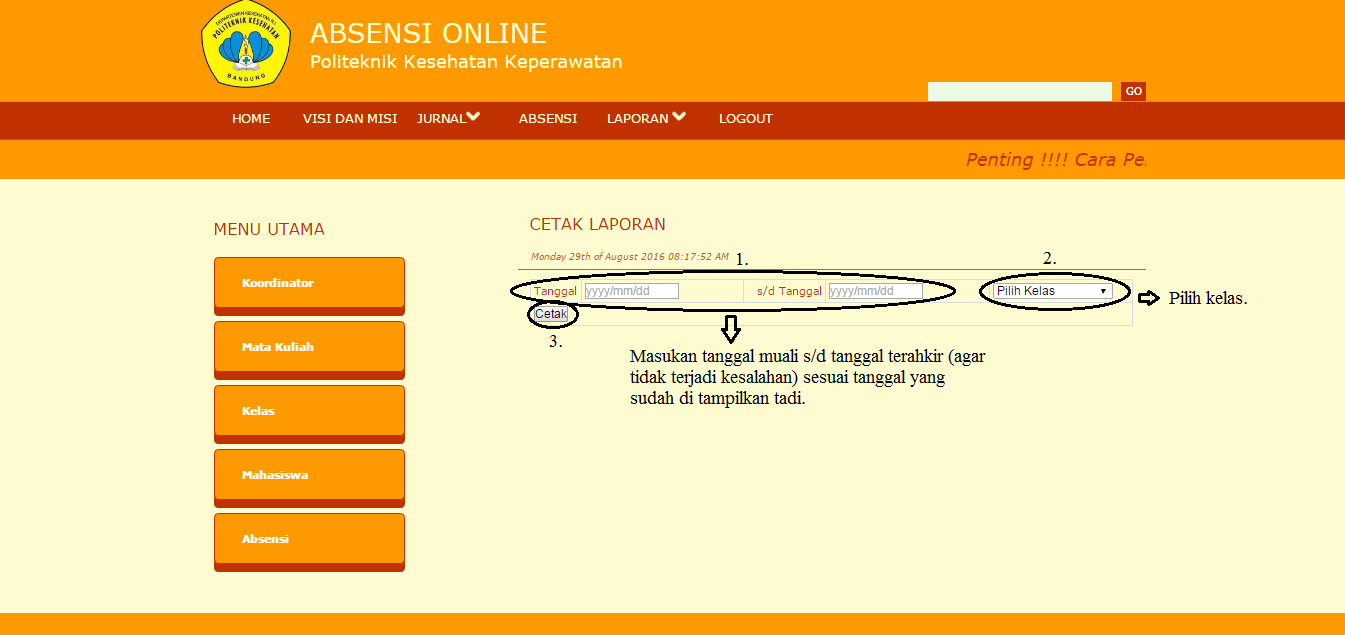 DEPARTEMEN KESEHATAN R.I.
POLITEKNIK KESEHATAN
BANDUNG
ABSENSI ONLINE
Politeknik Kesehatan Keperawatan
GO
HOME VISI DAN MISI JURNAL ABSENSI LAPORAN LOGOUT
Penting !!!! Cara Pe
MENU UTAMA
Koordinator
Mata Kuliah
Kelas
Mahasiswa
Absensi
CETAK LAPORAN
Monday 29th of August 2016 08:17:52 AM 1. 2.
Tanggal yyyy/mm/dd s/d Tanggal yyyy/mm/dd Pilih Kelas Pilih kelas.
Cetak
3.
Masukan tanggal muali s/d tanggal terahkir (agar
tidak terjadi kesalahan) sesuai tanggal yang
sudah di tampilkan tadi.